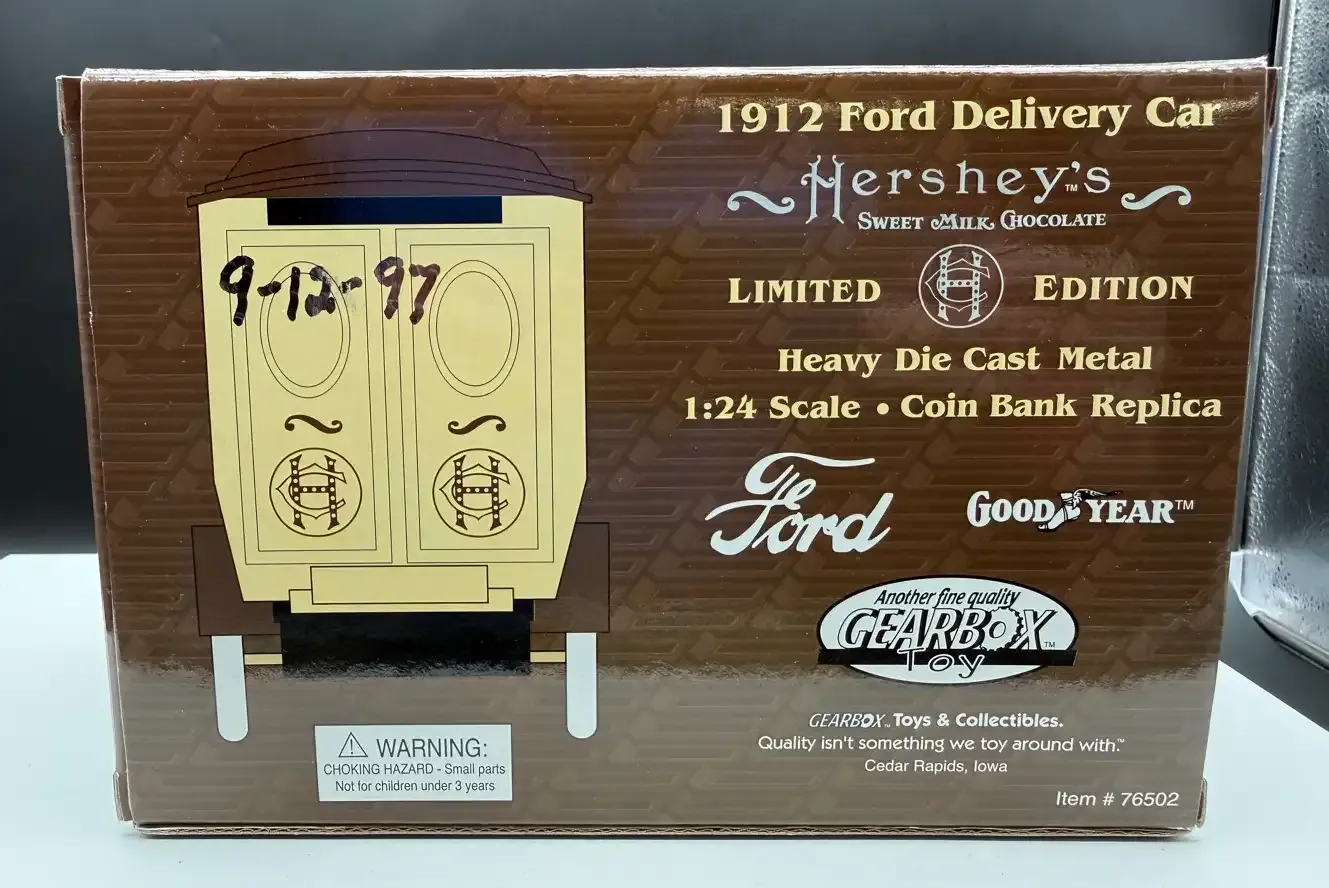 1912 Ford Delivery Car
Hershey's™
Sweet Milk Chocolate
Limited HC Edition
Heavy Die Cast Metal
1:24 Scale • Coin Bank Replica
Ford
GOODYEAR™
Another fine quality
GEARBOX™
Toy
GEARBOX™ Toys & Collectibles.
Quality isn't something we toy around with.™
Cedar Rapids, Iowa
Item # 76502
9-12-97
HC HC
⚠ WARNING:
CHOKING HAZARD - Small parts
Not for children under 3 years